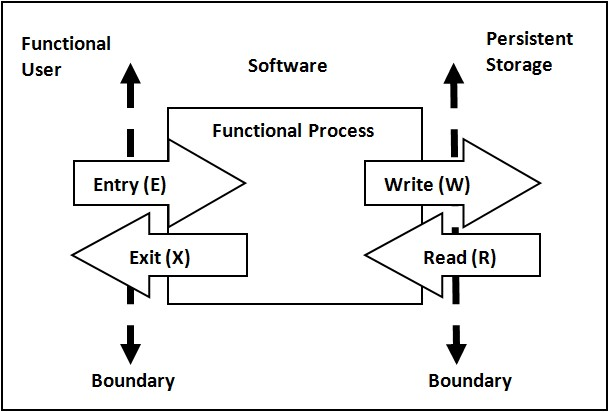 Functional
User
Software
Persistent
Storage
Functional Process
Entry (E)
Write (W)
Exit (X)
Read (R)
Boundary
Boundary